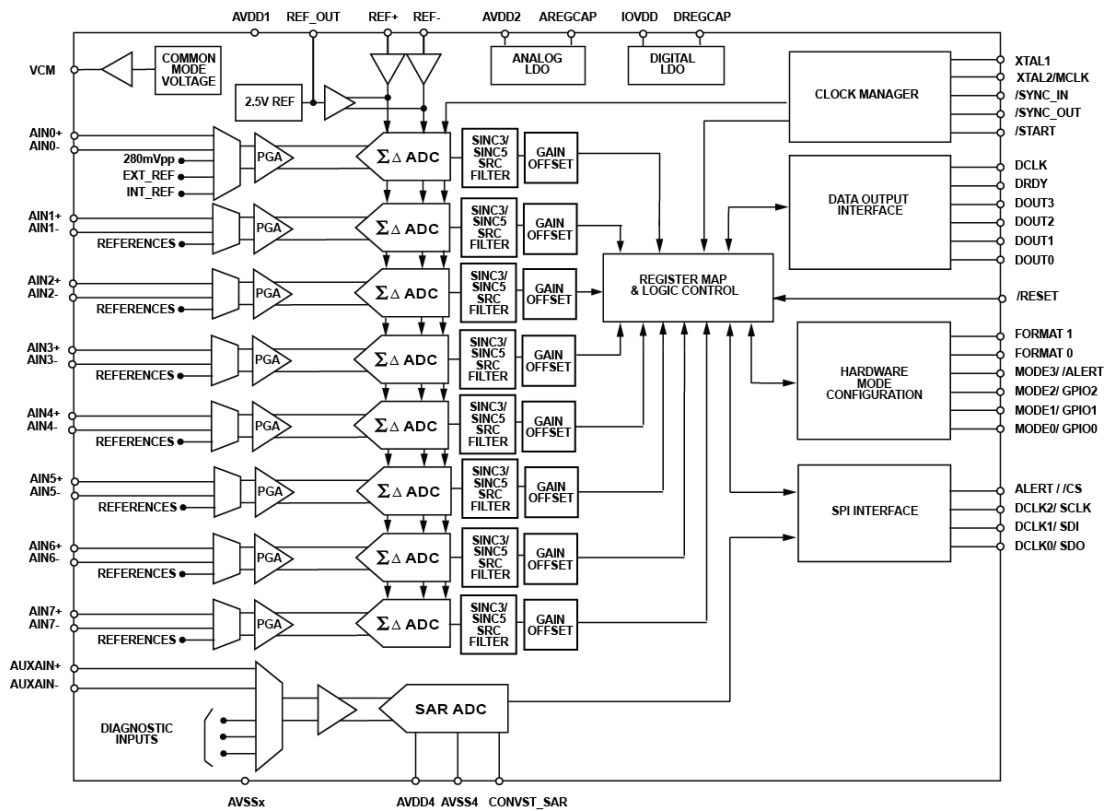 AVDD1
REF_OUT
REF+
REF-
AVDD2
AREGCAP
IOVDD
DREGCAP
VCM
COMMON
MODE
VOLTAGE
2.5V REF
ANALOG
LDO
DIGITAL
LDO
CLOCK MANAGER
XTAL1
XTAL2/MCLK
/SYNC_IN
/SYNC_OUT
/START
AIN0+
AIN0-
280mVpp
EXT_REF
INT_REF
PGA
Σ Δ ADC
SINC3/
SINC5
SRC
FILTER
GAIN
OFFSET
DATA OUTPUT
INTERFACE
DCLK
DRDY
DOUT3
DOUT2
DOUT1
DOUT0
AIN1+
AIN1-
REFERENCES
PGA
Σ Δ ADC
SINC3/
SINC5
SRC
FILTER
GAIN
OFFSET
REGISTER MAP
& LOGIC CONTROL
/RESET
AIN2+
AIN2-
REFERENCES
PGA
Σ Δ ADC
SINC3/
SINC5
SRC
FILTER
GAIN
OFFSET
AIN3+
AIN3-
REFERENCES
PGA
Σ Δ ADC
SINC3/
SINC5
SRC
FILTER
GAIN
OFFSET
HARDWARE
MODE
CONFIGURATION
FORMAT 1
FORMAT 0
MODE3/ /ALERT
MODE2/ GPIO2
MODE1/ GPIO1
MODE0/ GPIO0
AIN4+
AIN4-
REFERENCES
PGA
Σ Δ ADC
SINC3/
SINC5
SRC
FILTER
GAIN
OFFSET
AIN5+
AIN5-
REFERENCES
PGA
Σ Δ ADC
SINC3/
SINC5
SRC
FILTER
GAIN
OFFSET
SPI INTERFACE
ALERT / /CS
DCLK2/ SCLK
DCLK1/ SDI
DCLK0/ SDO
AIN6+
AIN6-
REFERENCES
PGA
Σ Δ ADC
SINC3/
SINC5
SRC
FILTER
GAIN
OFFSET
AIN7+
AIN7-
REFERENCES
PGA
Σ Δ ADC
SINC3/
SINC5
SRC
FILTER
GAIN
OFFSET
AUXAIN+
AUXAIN-
DIAGNOSTIC
INPUTS
SAR ADC
AVSSx
AVDD4
AVSS4
CONVST_SAR